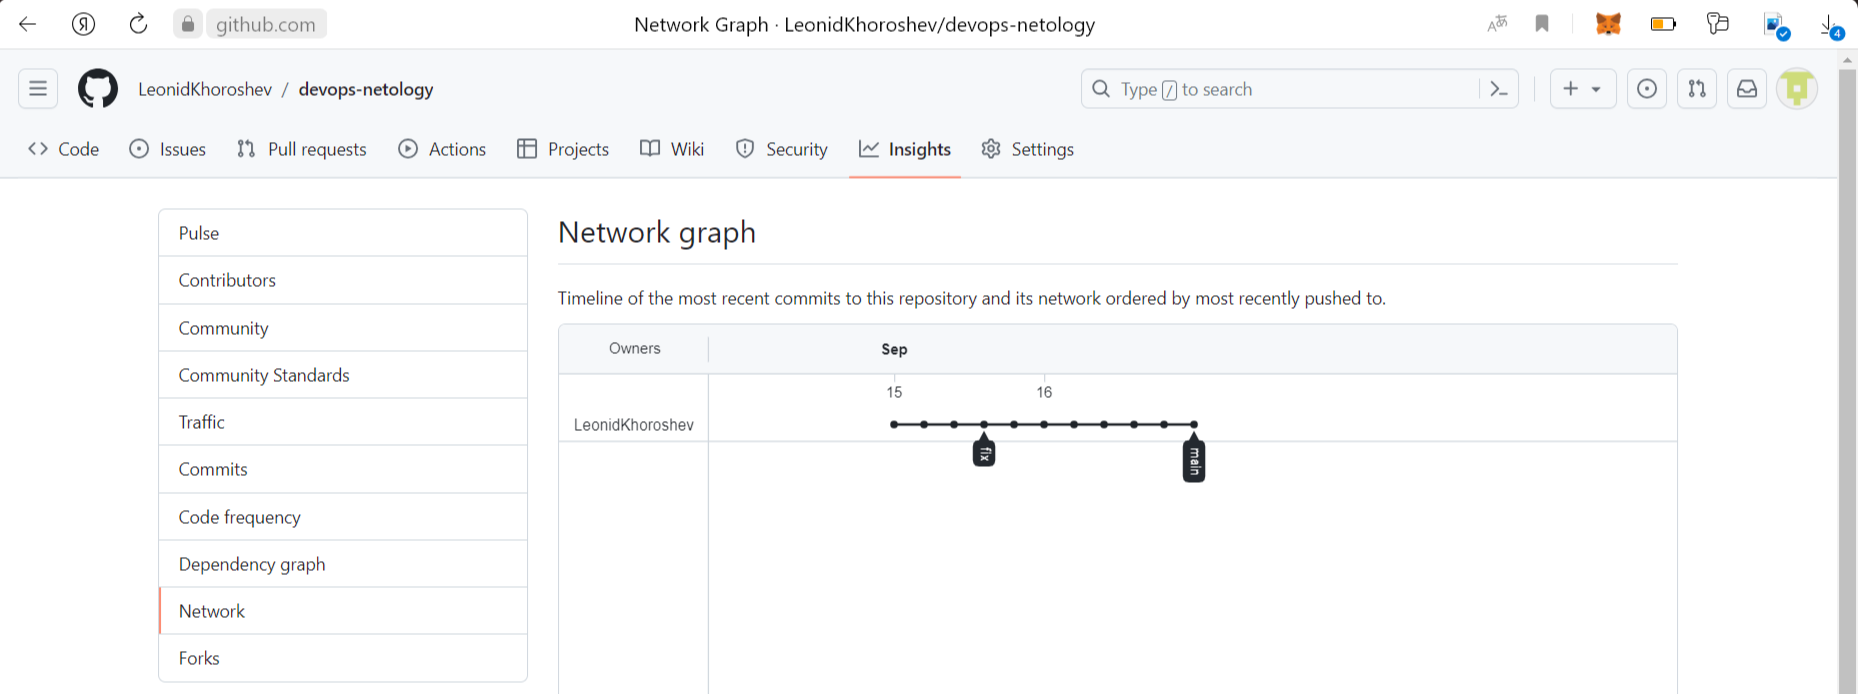 github.com
Network Graph · LeonidKhoroshev/devops-netology
4
LeonidKhoroshev / devops-netology
Type / to search
Code Issues Pull requests Actions Projects Wiki Security Insights Settings
Pulse
Contributors
Community
Community Standards
Traffic
Commits
Code frequency
Dependency graph
Network
Forks
Network graph
Timeline of the most recent commits to this repository and its network ordered by most recently pushed to.
Owners
Sep
15 16
LeonidKhoroshev
fix
main